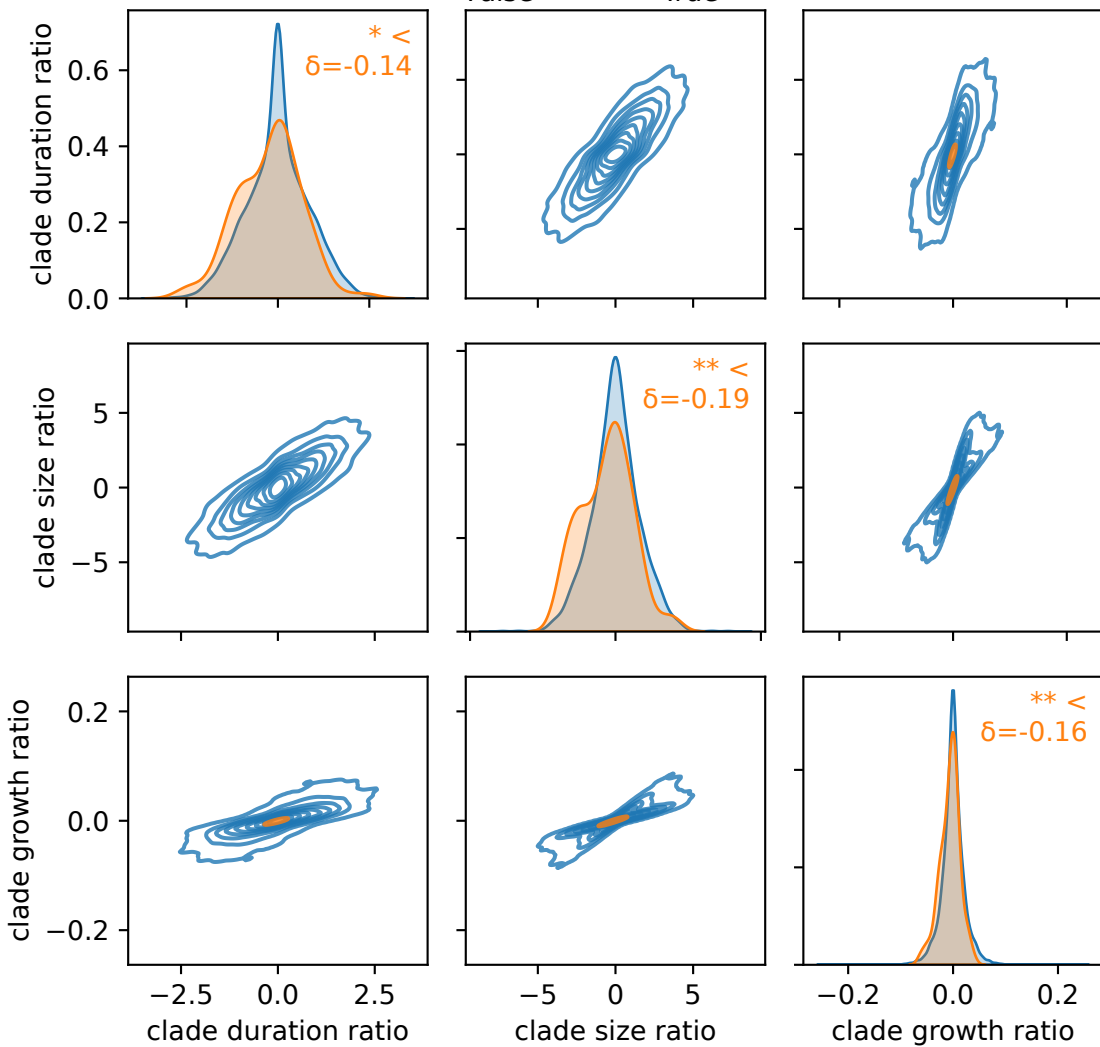 clade duration ratio
0.6
0.4
0.2
0.0
* <
δ=-0.14
clade size ratio
5
0
−5
** <
δ=-0.19
clade growth ratio
0.2
0.0
−0.2
** <
δ=-0.16
−2.5 0.0 2.5
clade duration ratio
−5 0 5
clade size ratio
−0.2 0.0 0.2
clade growth ratio